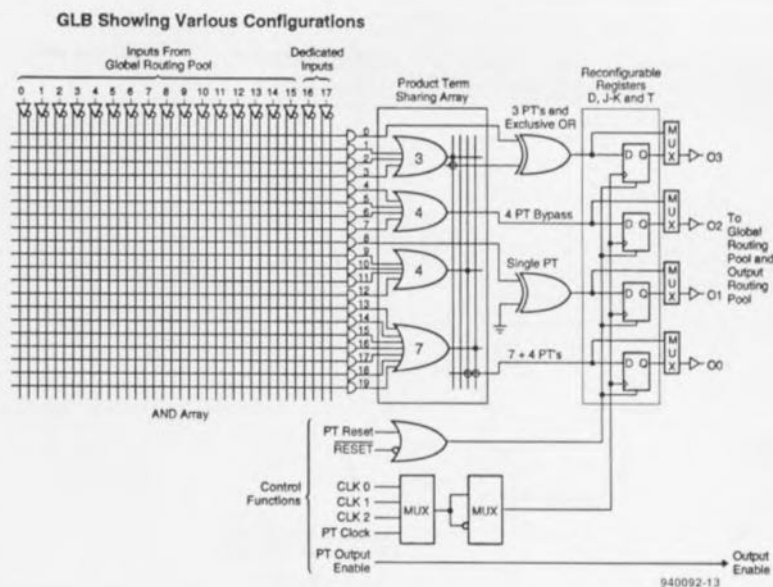 GLB Showing Various Configurations
Inputs From
Global Routing Pool
Dedicated
Inputs
0 1 2 3 4 5 6 7 8 9 10 11 12 13 14 15 16 17
Product Term
Sharing Array
Reconfigurable
Registers
D, J-K and T
3 PT's and
Exclusive OR
0
1
2
3
4
5
6
7
8
9
10
11
12
13
14
15
16
17
18
19
3
4
4
7
4 PT Bypass
Single PT
7 + 4 PT's
D Q
D Q
D Q
D Q
MUX
MUX
MUX
MUX
O3
O2
O1
O0
To
Global
Routing
Pool and
Output
Routing
Pool
AND Array
Control
Functions
PT Reset
RESET
CLK 0
CLK 1
CLK 2
PT Clock
MUX
MUX
PT Output
Enable
Output
Enable
940092-13